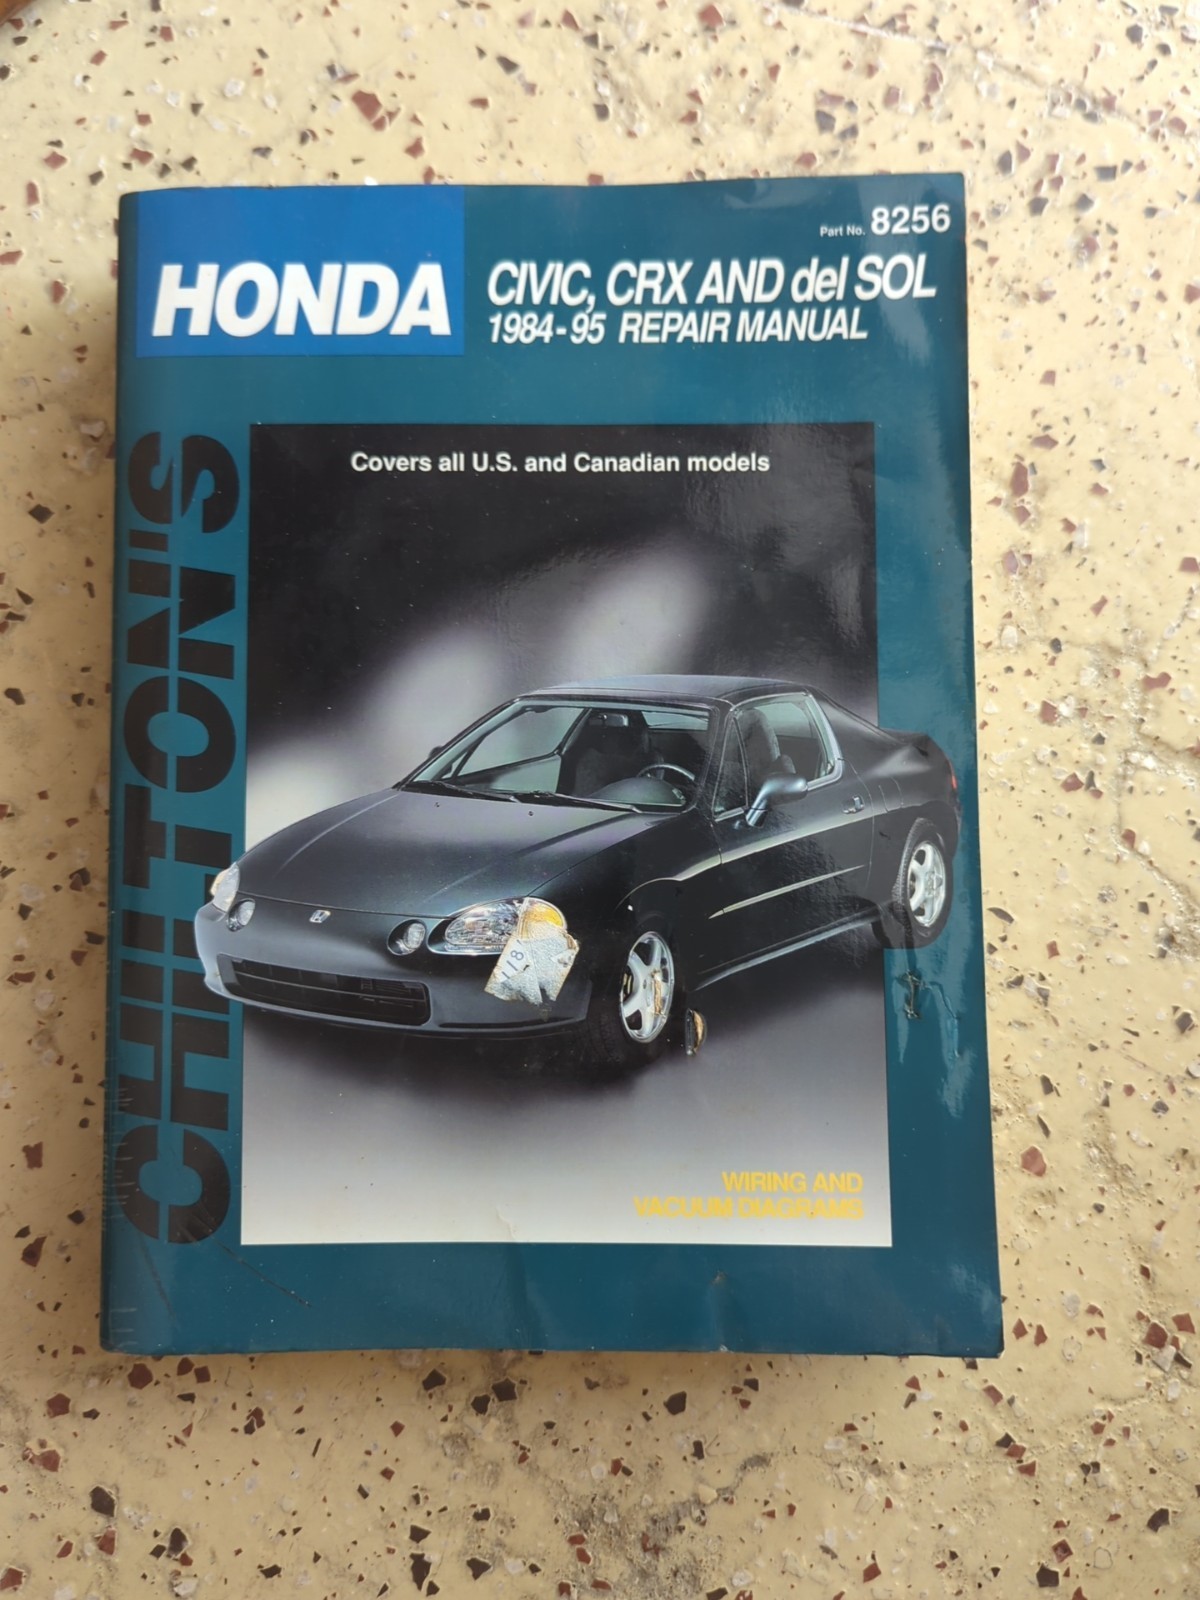 Part No. 8256
HONDA
CIVIC, CRX AND del SOL
1984-95 REPAIR MANUAL
CHILTON'S
Covers all U.S. and Canadian models
118
WIRING AND
VACUUM DIAGRAMS